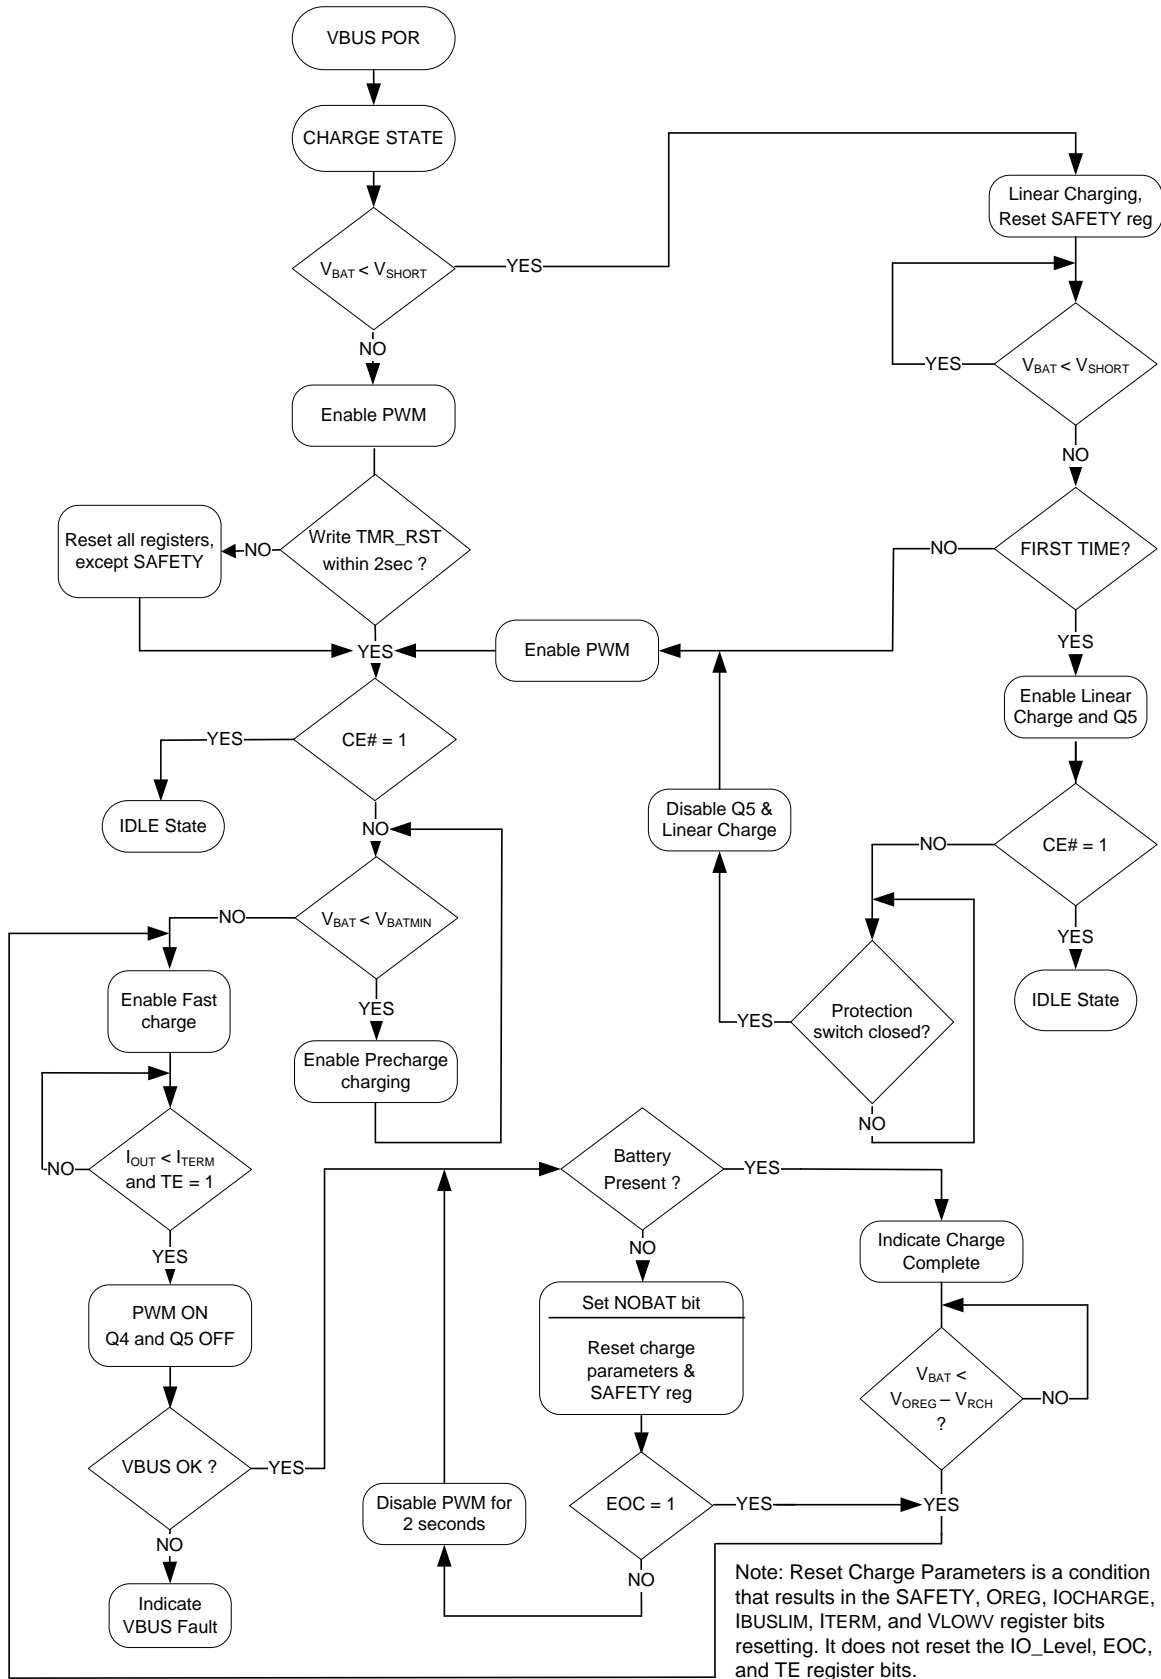 VBUS POR
CHARGE STATE
VBAT < VSHORT
YES
NO
Linear Charging,
Reset SAFETY reg
VBAT < VSHORT
YES
NO
Enable PWM
Write TMR_RST
within 2sec ?
NO
Reset all registers,
except SAFETY
YES
Enable PWM
FIRST TIME?
NO
YES
Enable Linear
Charge and Q5
CE# = 1
YES
IDLE State
NO
Disable Q5 &
Linear Charge
CE# = 1
NO
YES
IDLE State
VBAT < VBATMIN
NO
YES
Enable Fast
charge
Enable Precharge
charging
Protection
switch closed?
YES
NO
IOUT < ITERM
and TE = 1
NO
YES
Battery
Present ?
YES
NO
Indicate Charge
Complete
PWM ON
Q4 and Q5 OFF
Set NOBAT bit
Reset charge
parameters &
SAFETY reg
VBAT <
VOREG – VRCH
?
NO
YES
VBUS OK ?
YES
NO
Disable PWM for
2 seconds
EOC = 1
YES
NO
Indicate
VBUS Fault
Note: Reset Charge Parameters is a condition
that results in the SAFETY, OREG, IOCHARGE,
IBUSLIM, ITERM, and VLOWV register bits
resetting. It does not reset the IO_Level, EOC,
and TE register bits.